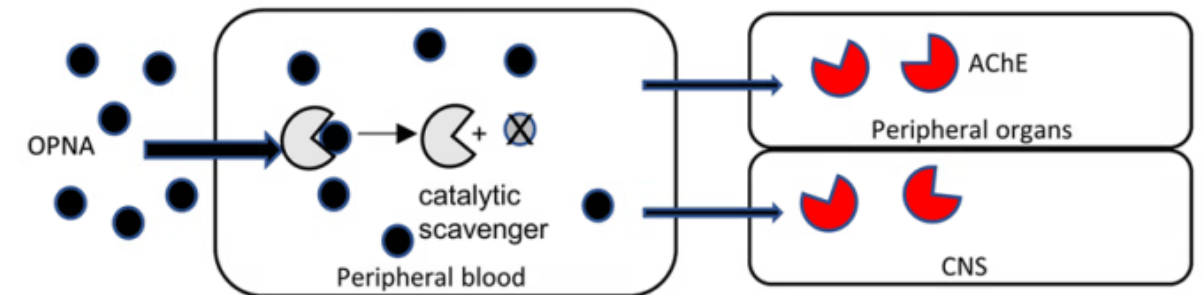 OPNA
+
X
catalytic
scavenger
Peripheral blood
AChE
Peripheral organs
CNS